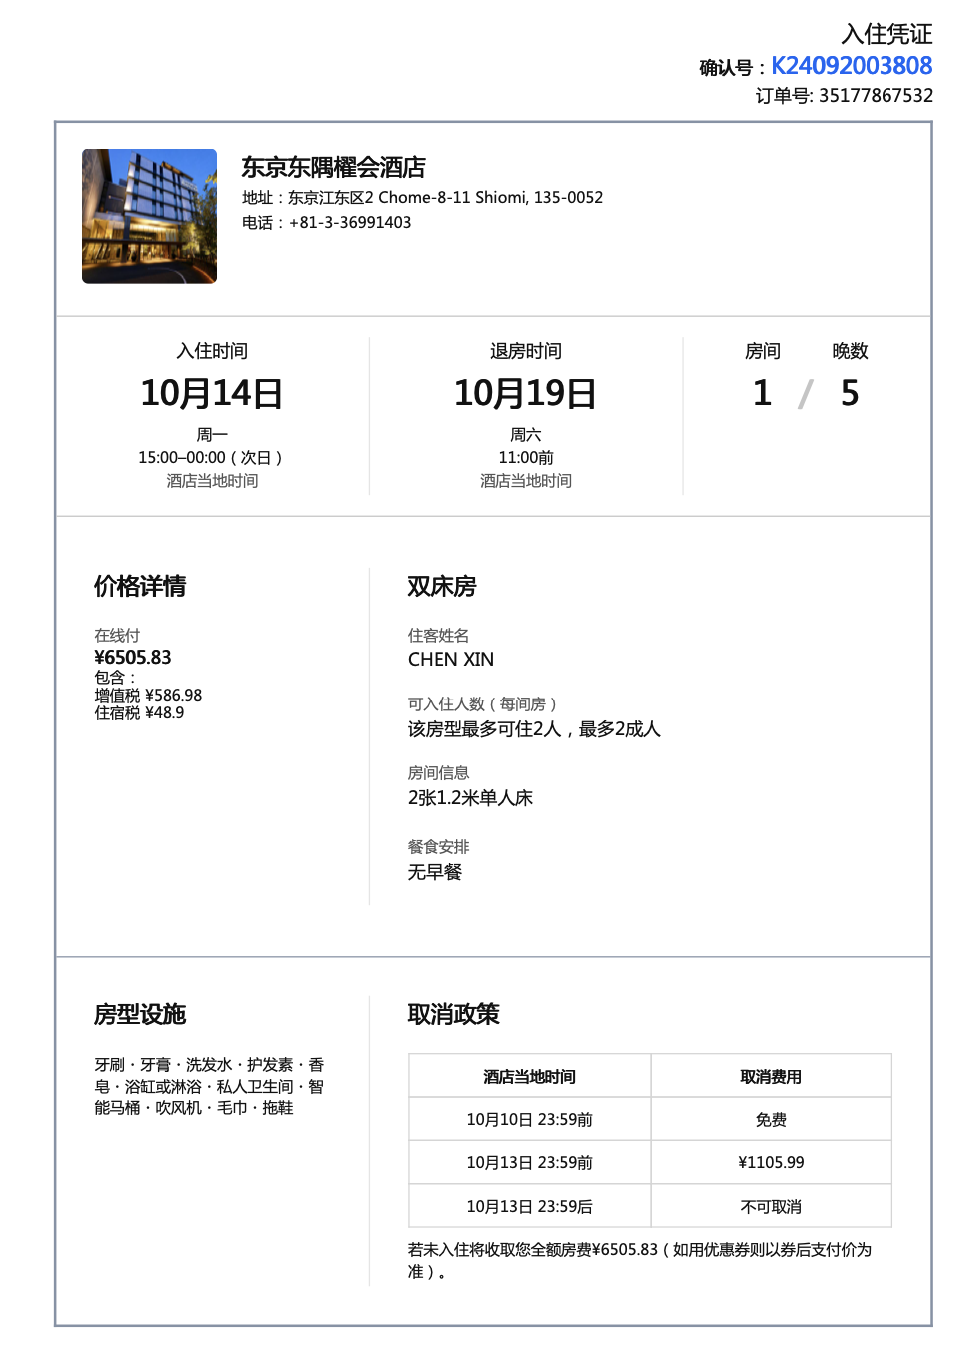 入住凭证
确认号：K24092003808
订单号: 35177867532
东京东隅櫂会酒店
地址：东京江东区2 Chome-8-11 Shiomi, 135-0052
电话：+81-3-36991403
入住时间
10月14日
周一
15:00–00:00（次日）
酒店当地时间
退房时间
10月19日
周六
11:00前
酒店当地时间
房间 晚数
1 / 5
价格详情
在线付
¥6505.83
包含：
增值税 ¥586.98
住宿税 ¥48.9
双床房
住客姓名
CHEN XIN
可入住人数（每间房）
该房型最多可住2人，最多2成人
房间信息
2张1.2米单人床
餐食安排
无早餐
房型设施
牙刷 · 牙膏 · 洗发水 · 护发素 · 香
皂 · 浴缸或淋浴 · 私人卫生间 · 智
能马桶 · 吹风机 · 毛巾 · 拖鞋
取消政策
酒店当地时间 取消费用
10月10日 23:59前 免费
10月13日 23:59前 ¥1105.99
10月13日 23:59后 不可取消
若未入住将收取您全额房费¥6505.83（如用优惠券则以券后支付价为
准）。